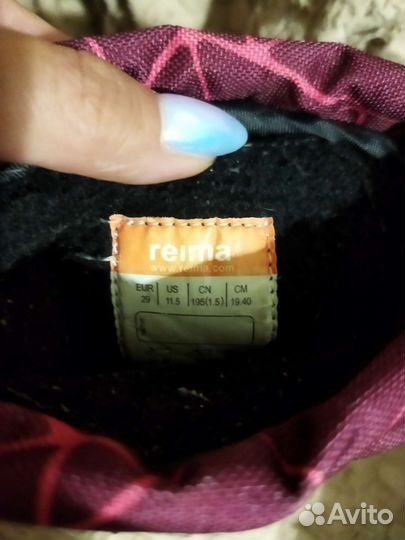 reima
www.reima.com
EUR US CN CM
29 11.5 195(1.5) 19.40
Avito